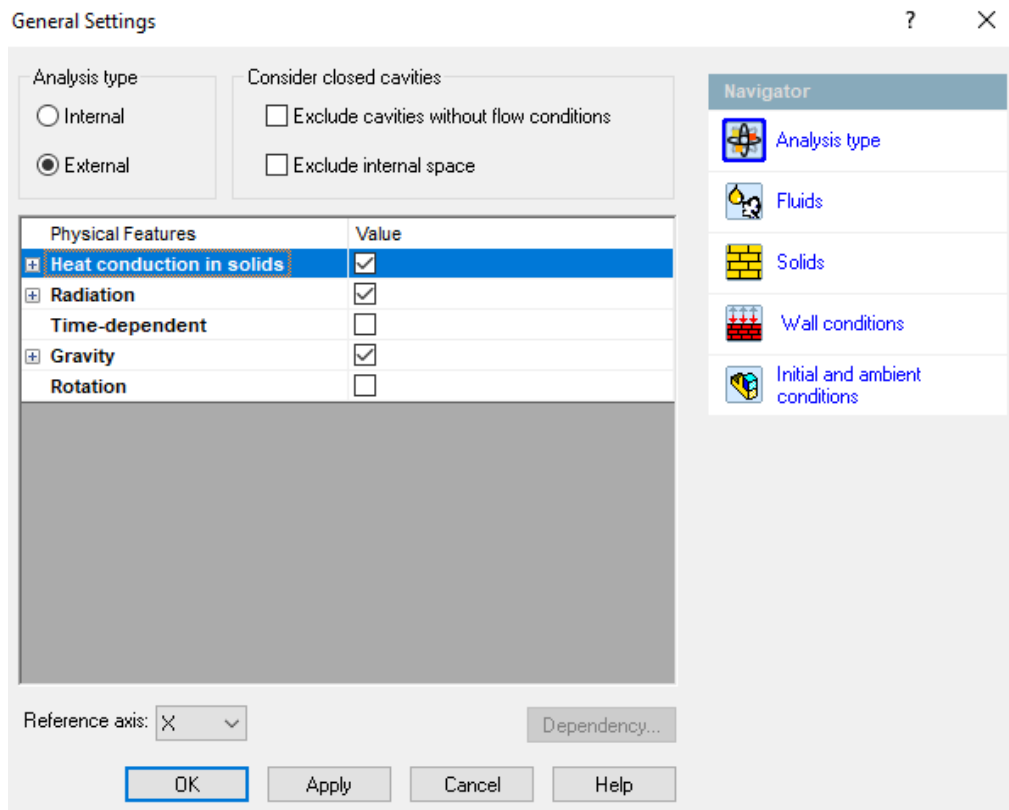 General Settings
?
Analysis type
Internal
External
Consider closed cavities
Exclude cavities without flow conditions
Exclude internal space
Physical Features Value
Heat conduction in solids
Radiation
Time-dependent
Gravity
Rotation
Reference axis: X
Dependency...
OK Apply Cancel Help
Navigator
Analysis type
Fluids
Solids
Wall conditions
Initial and ambient
conditions